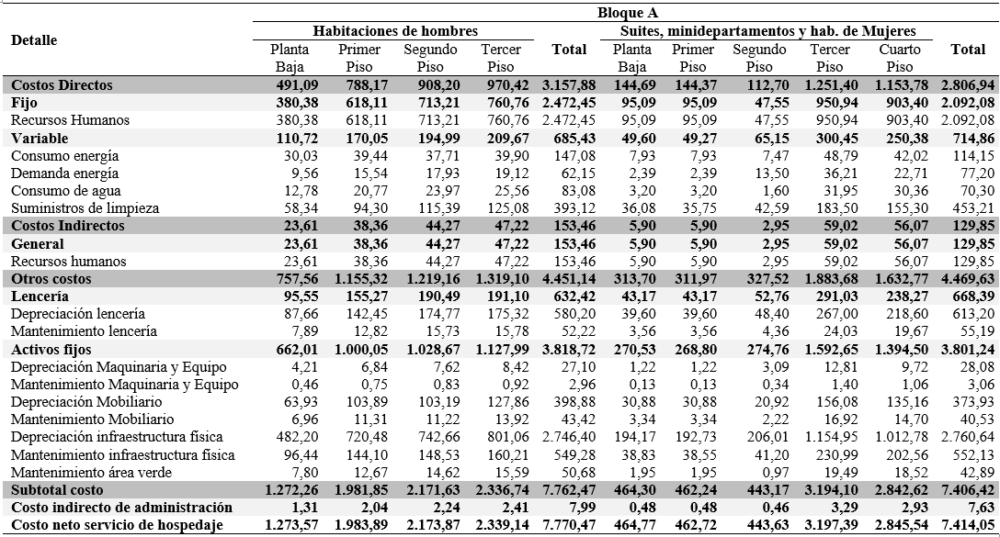 Bloque A
Detalle Habitaciones de hombres Total Suites, minidepartamentos y hab. de Mujeres Total
Planta Baja Primer Piso Segundo Piso Tercer Piso Planta Baja Primer Piso Segundo Piso Tercer Piso Cuarto Piso
Costos Directos 491,09 788,17 908,20 970,42 3.157,88 144,69 144,37 112,70 1.251,40 1.153,78 2.806,94
Fijo 380,38 618,11 713,21 760,76 2.472,45 95,09 95,09 47,55 950,94 903,40 2.092,08
Recursos Humanos 380,38 618,11 713,21 760,76 2.472,45 95,09 95,09 47,55 950,94 903,40 2.092,08
Variable 110,72 170,05 194,99 209,67 685,43 49,60 49,27 65,15 300,45 250,38 714,86
Consumo energía 30,03 39,44 37,71 39,90 147,08 7,93 7,93 7,47 48,79 42,02 114,15
Demanda energía 9,56 15,54 17,93 19,12 62,15 2,39 2,39 13,50 36,21 22,71 77,20
Consumo de agua 12,78 20,77 23,97 25,56 83,08 3,20 3,20 1,60 31,95 30,36 70,30
Suministros de limpieza 58,34 94,30 115,39 125,08 393,12 36,08 35,75 42,59 183,50 155,30 453,21
Costos Indirectos 23,61 38,36 44,27 47,22 153,46 5,90 5,90 2,95 59,02 56,07 129,85
General 23,61 38,36 44,27 47,22 153,46 5,90 5,90 2,95 59,02 56,07 129,85
Recursos humanos 23,61 38,36 44,27 47,22 153,46 5,90 5,90 2,95 59,02 56,07 129,85
Otros costos 757,56 1.155,32 1.219,16 1.319,10 4.451,14 313,70 311,97 327,52 1.883,68 1.632,77 4.469,63
Lencería 95,55 155,27 190,49 191,10 632,42 43,17 43,17 52,76 291,03 238,27 668,39
Depreciación lencería 87,66 142,45 174,77 175,32 580,20 39,60 39,60 48,40 267,00 218,60 613,20
Mantenimiento lencería 7,89 12,82 15,73 15,78 52,22 3,56 3,56 4,36 24,03 19,67 55,19
Activos fijos 662,01 1.000,05 1.028,67 1.127,99 3.818,72 270,53 268,80 274,76 1.592,65 1.394,50 3.801,24
Depreciación Maquinaria y Equipo 4,21 6,84 7,62 8,42 27,10 1,22 1,22 3,09 12,81 9,72 28,08
Mantenimiento Maquinaria y Equipo 0,46 0,75 0,83 0,92 2,96 0,13 0,13 0,34 1,40 1,06 3,06
Depreciación Mobiliario 63,93 103,89 103,19 127,86 398,88 30,88 30,88 20,92 156,08 135,16 373,93
Mantenimiento Mobiliario 6,96 11,31 11,22 13,92 43,42 3,34 3,34 2,22 16,92 14,70 40,53
Depreciación infraestructura física 482,20 720,48 742,66 801,06 2.746,40 194,17 192,73 206,01 1.154,95 1.012,78 2.760,64
Mantenimiento infraestructura física 96,44 144,10 148,53 160,21 549,28 38,83 38,55 41,20 230,99 202,56 552,13
Mantenimiento área verde 7,80 12,67 14,62 15,59 50,68 1,95 1,95 0,97 19,49 18,52 42,89
Subtotal costo 1.272,26 1.981,85 2.171,63 2.336,74 7.762,47 464,30 462,24 443,17 3.194,10 2.842,62 7.406,42
Costo indirecto de administración 1,31 2,04 2,24 2,41 7,99 0,48 0,48 0,46 3,29 2,93 7,63
Costo neto servicio de hospedaje 1.273,57 1.983,89 2.173,87 2.339,14 7.770,47 464,77 462,72 443,63 3.197,39 2.845,54 7.414,05